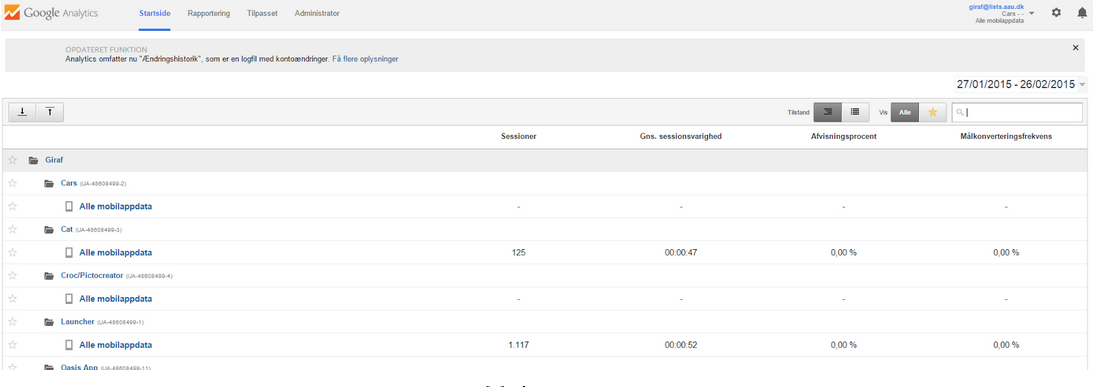 Google Analytics Startside Rapportering Tilpasset Administrator
giraf@lists.aau.dk
Cars - -
Alle mobilappdata
OPDATERET FUNKTION
Analytics omfatter nu "Ændringshistorik", som er en logfil med kontoændringer. Få flere oplysninger
27/01/2015 - 26/02/2015
Tilstand Vis Alle
Sessioner Gns. sessionsvarighed Afvisningsprocent Målkonverteringsfrekvens
Giraf
Cars (UA-48608499-2)
Alle mobilappdata - - - -
Cat (UA-48608499-3)
Alle mobilappdata 125 00:00:47 0,00 % 0,00 %
Croc/Pictocreator (UA-48608499-4)
Alle mobilappdata - - - -
Launcher (UA-48608499-1)
Alle mobilappdata 1.117 00:00:52 0,00 % 0,00 %
Oasis App (UA-48608499-11)